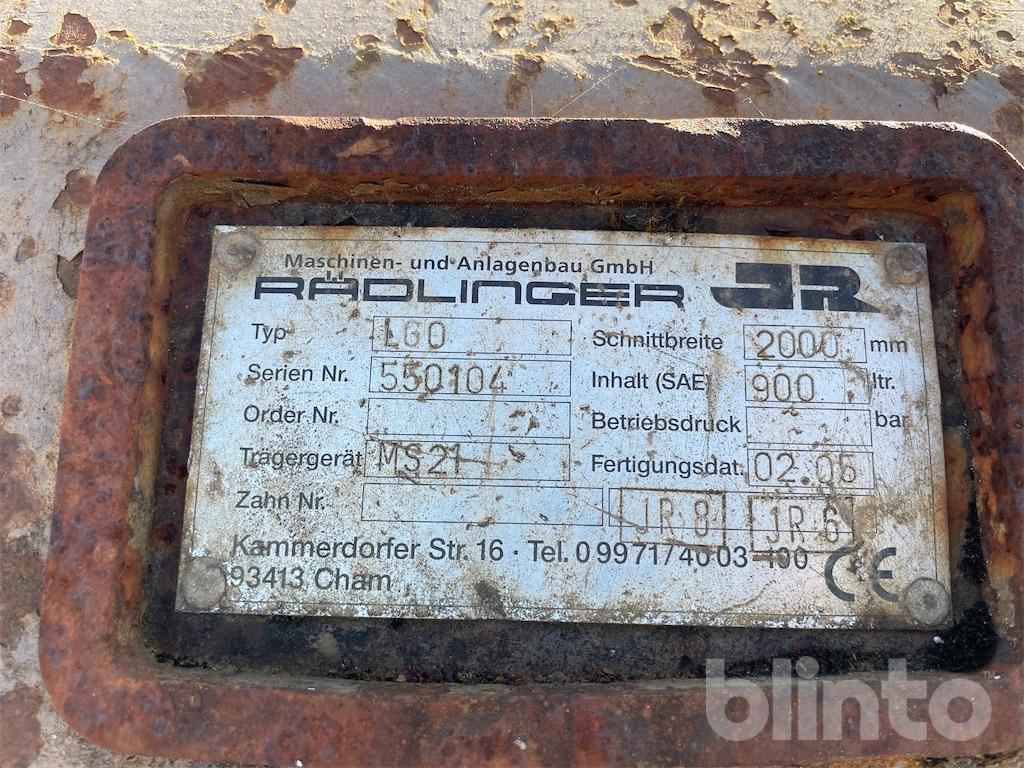 Maschinen- und Anlagenbau GmbH
RÄDLINGER JR
Typ LGO Schnittbreite 2000 mm
Serien Nr. 550104 Inhalt (SAE) 900 ltr.
Order Nr. Betriebsdruck bar
Trägergerät MS21 Fertigungsdat. 02.05
Zahn Nr. JR 8 JR 6
Kammerdorfer Str. 16 · Tel. 0 99 71/40 03-100
93413 Cham CE
blinto™